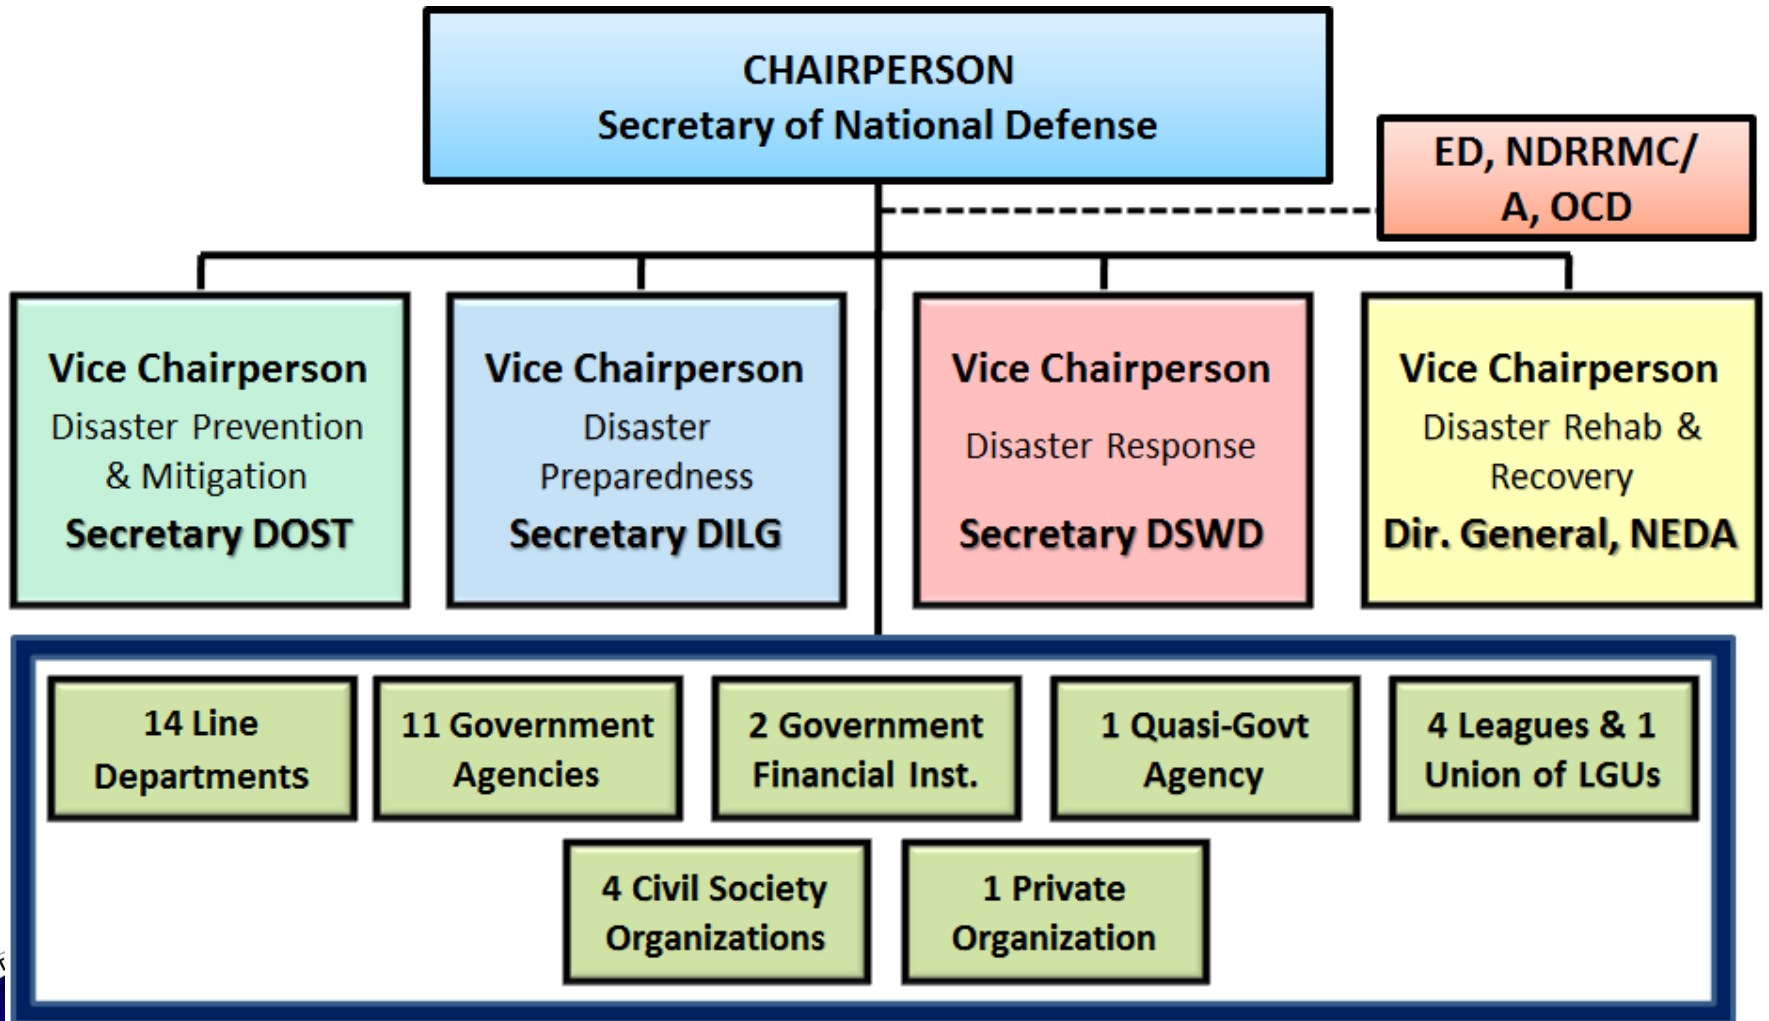 CHAIRPERSON
Secretary of National Defense
ED, NDRRMC/
A, OCD
Vice Chairperson
Disaster Prevention
& Mitigation
Secretary DOST
Vice Chairperson
Disaster
Preparedness
Secretary DILG
Vice Chairperson
Disaster Response
Secretary DSWD
Vice Chairperson
Disaster Rehab &
Recovery
Dir. General, NEDA
14 Line
Departments
11 Government
Agencies
2 Government
Financial Inst.
1 Quasi-Govt
Agency
4 Leagues & 1
Union of LGUs
4 Civil Society
Organizations
1 Private
Organization